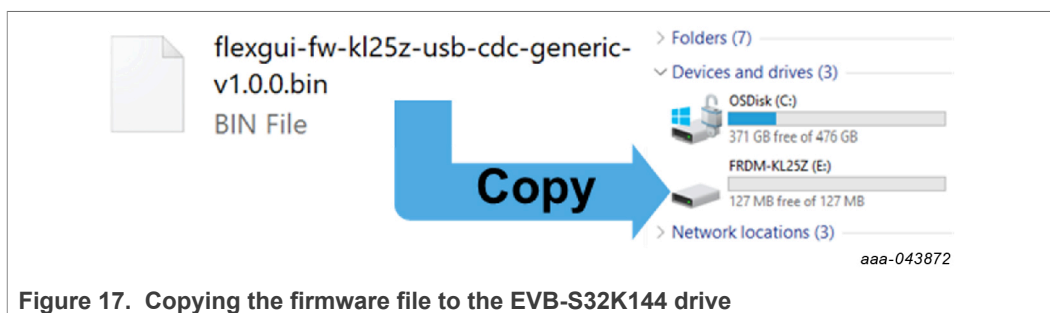 flexgui-fw-kl25z-usb-cdc-generic-
v1.0.0.bin
BIN File
Copy
Folders (7)
Devices and drives (3)
OSDisk (C:)
371 GB free of 476 GB
FRDM-KL25Z (E:)
127 MB free of 127 MB
Network locations (3)
aaa-043872
Figure 17. Copying the firmware file to the EVB-S32K144 drive